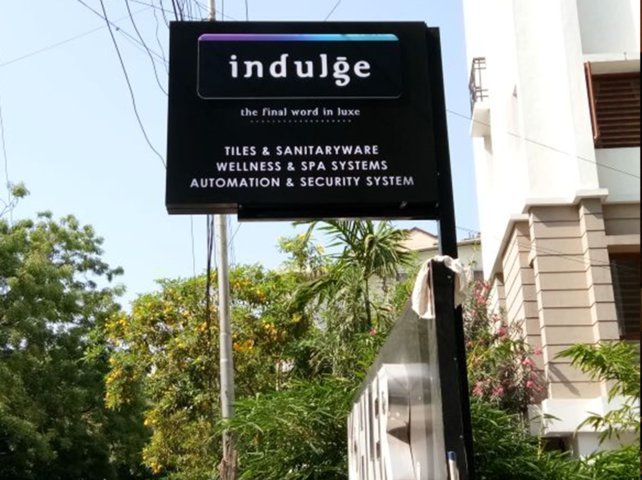 indulge
the final word in luxe
TILES & SANITARYWARE
WELLNESS & SPA SYSTEMS
AUTOMATION & SECURITY SYSTEM